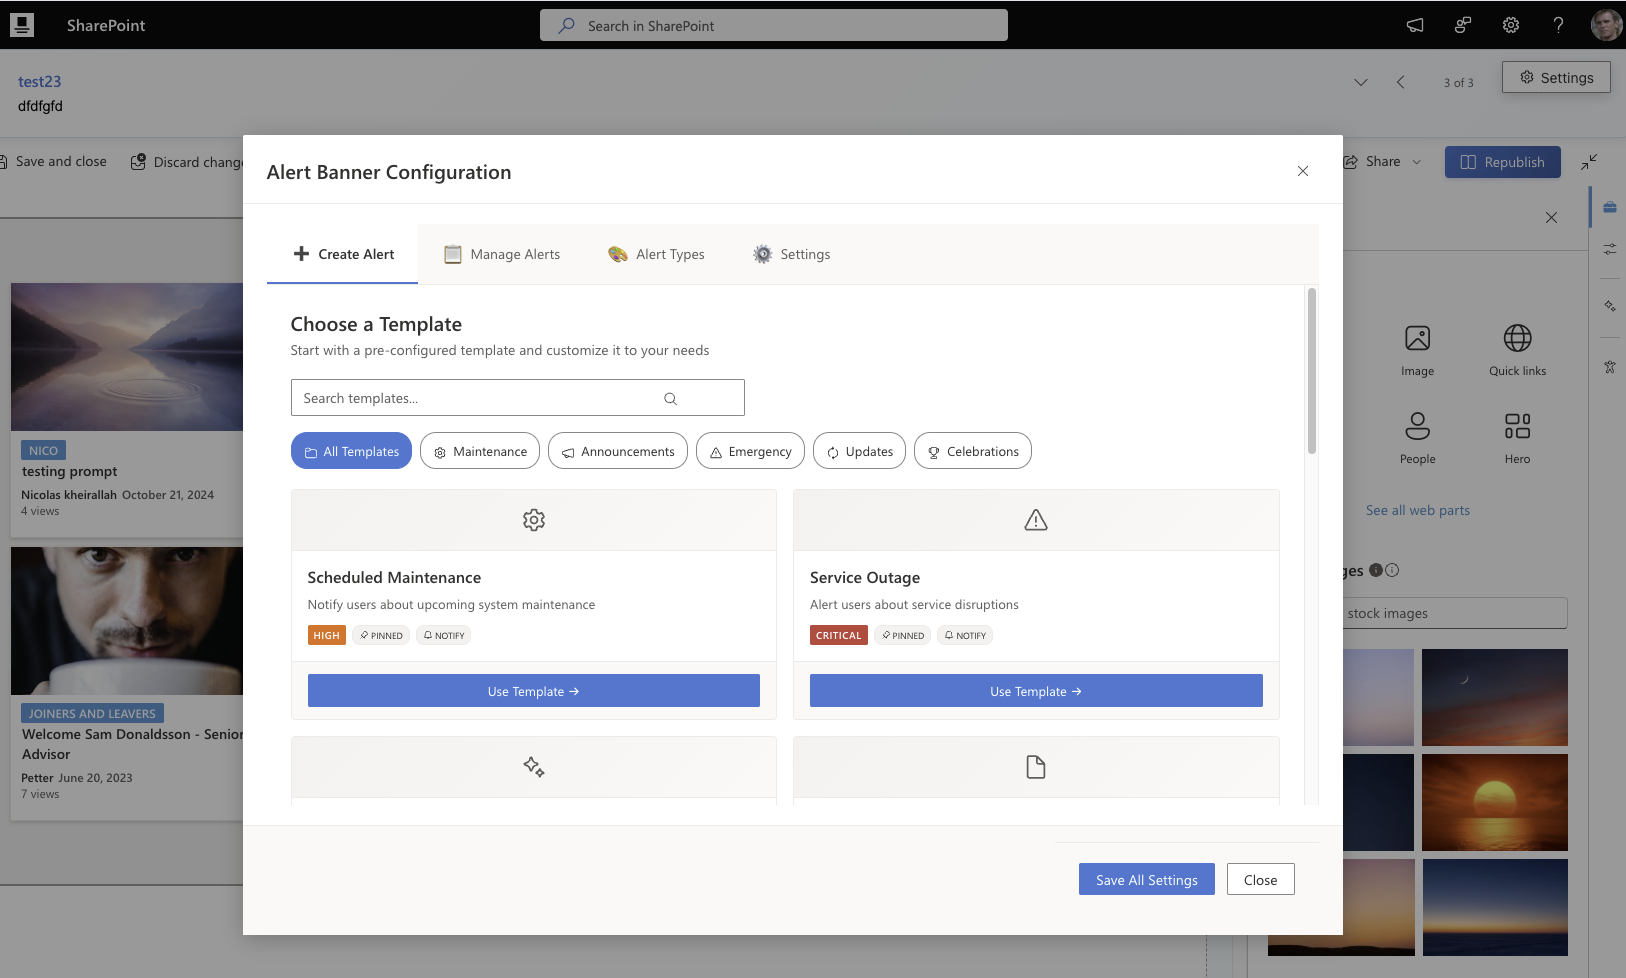 SharePoint
Search in SharePoint
test23
dfdfgfd
3 of 3
Settings
Save and close
Discard chang
Share
Republish
Alert Banner Configuration
Create Alert
Manage Alerts
Alert Types
Settings
Choose a Template
Start with a pre-configured template and customize it to your needs
Search templates...
All Templates
Maintenance
Announcements
Emergency
Updates
Celebrations
Scheduled Maintenance
Notify users about upcoming system maintenance
HIGH
PINNED
NOTIFY
Use Template →
Service Outage
Alert users about service disruptions
CRITICAL
PINNED
NOTIFY
Use Template →
Save All Settings
Close
NICO
testing prompt
Nicolas kheirallah October 21, 2024
4 views
JOINERS AND LEAVERS
Welcome Sam Donaldsson - Senior
Advisor
Petter June 20, 2023
7 views
Image
Quick links
People
Hero
See all web parts
ges
stock images